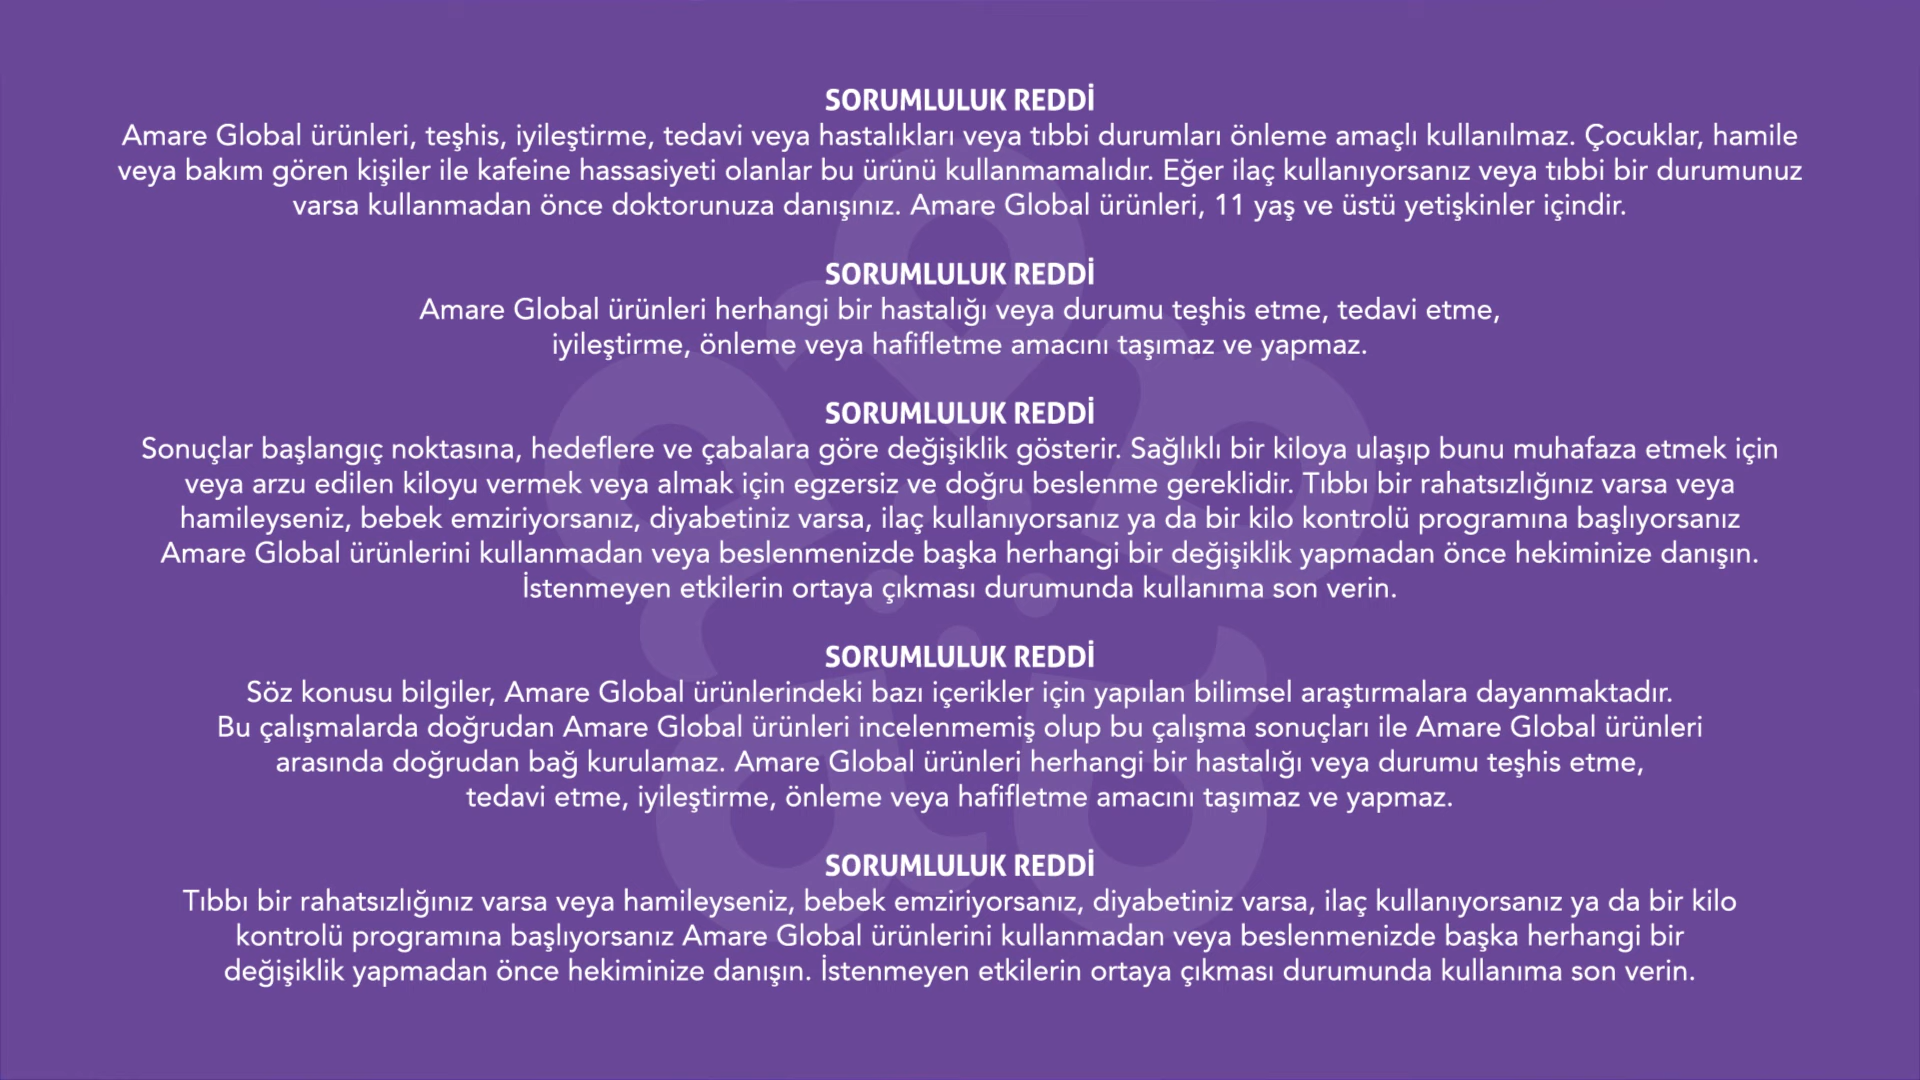 SORUMLULUK REDDİ
Amare Global ürünleri, teşhis, iyileştirme, tedavi veya hastalıkları veya tıbbi durumları önleme amaçlı kullanılmaz. Çocuklar, hamile
veya bakım gören kişiler ile kafeine hassasiyeti olanlar bu ürünü kullanmamalıdır. Eğer ilaç kullanıyorsanız veya tıbbi bir durumunuz
varsa kullanmadan önce doktorunuza danışınız. Amare Global ürünleri, 11 yaş ve üstü yetişkinler içindir.
SORUMLULUK REDDİ
Amare Global ürünleri herhangi bir hastalığı veya durumu teşhis etme, tedavi etme,
iyileştirme, önleme veya hafifletme amacını taşımaz ve yapmaz.
SORUMLULUK REDDİ
Sonuçlar başlangıç noktasına, hedeflere ve çabalara göre değişiklik gösterir. Sağlıklı bir kiloya ulaşıp bunu muhafaza etmek için
veya arzu edilen kiloyu vermek veya almak için egzersiz ve doğru beslenme gereklidir. Tıbbı bir rahatsızlığınız varsa veya
hamileyseniz, bebek emziriyorsanız, diyabetiniz varsa, ilaç kullanıyorsanız ya da bir kilo kontrolü programına başlıyorsanız
Amare Global ürünlerini kullanmadan veya beslenmenizde başka herhangi bir değişiklik yapmadan önce hekiminize danışın.
İstenmeyen etkilerin ortaya çıkması durumunda kullanıma son verin.
SORUMLULUK REDDİ
Söz konusu bilgiler, Amare Global ürünlerindeki bazı içerikler için yapılan bilimsel araştırmalara dayanmaktadır.
Bu çalışmalarda doğrudan Amare Global ürünleri incelenmemiş olup bu çalışma sonuçları ile Amare Global ürünleri
arasında doğrudan bağ kurulamaz. Amare Global ürünleri herhangi bir hastalığı veya durumu teşhis etme,
tedavi etme, iyileştirme, önleme veya hafifletme amacını taşımaz ve yapmaz.
SORUMLULUK REDDİ
Tıbbı bir rahatsızlığınız varsa veya hamileyseniz, bebek emziriyorsanız, diyabetiniz varsa, ilaç kullanıyorsanız ya da bir kilo
kontrolü programına başlıyorsanız Amare Global ürünlerini kullanmadan veya beslenmenizde başka herhangi bir
değişiklik yapmadan önce hekiminize danışın. İstenmeyen etkilerin ortaya çıkması durumunda kullanıma son verin.